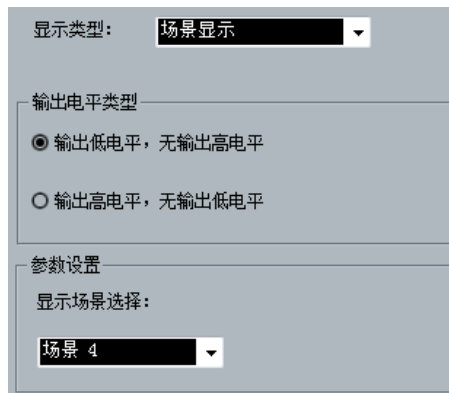 显示类型： 场景显示
输出电平类型
输出低电平，无输出高电平
输出高电平，无输出低电平
参数设置
显示场景选择：
场景 4